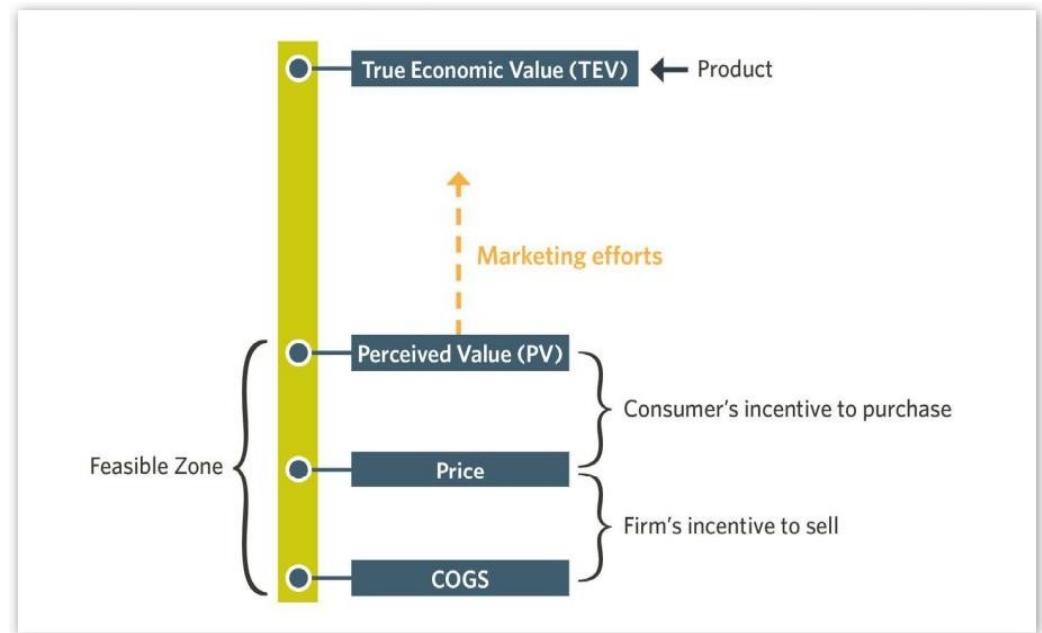 True Economic Value (TEV)
Product
Marketing efforts
Perceived Value (PV)
Consumer's incentive to purchase
Feasible Zone
Price
Firm's incentive to sell
COGS